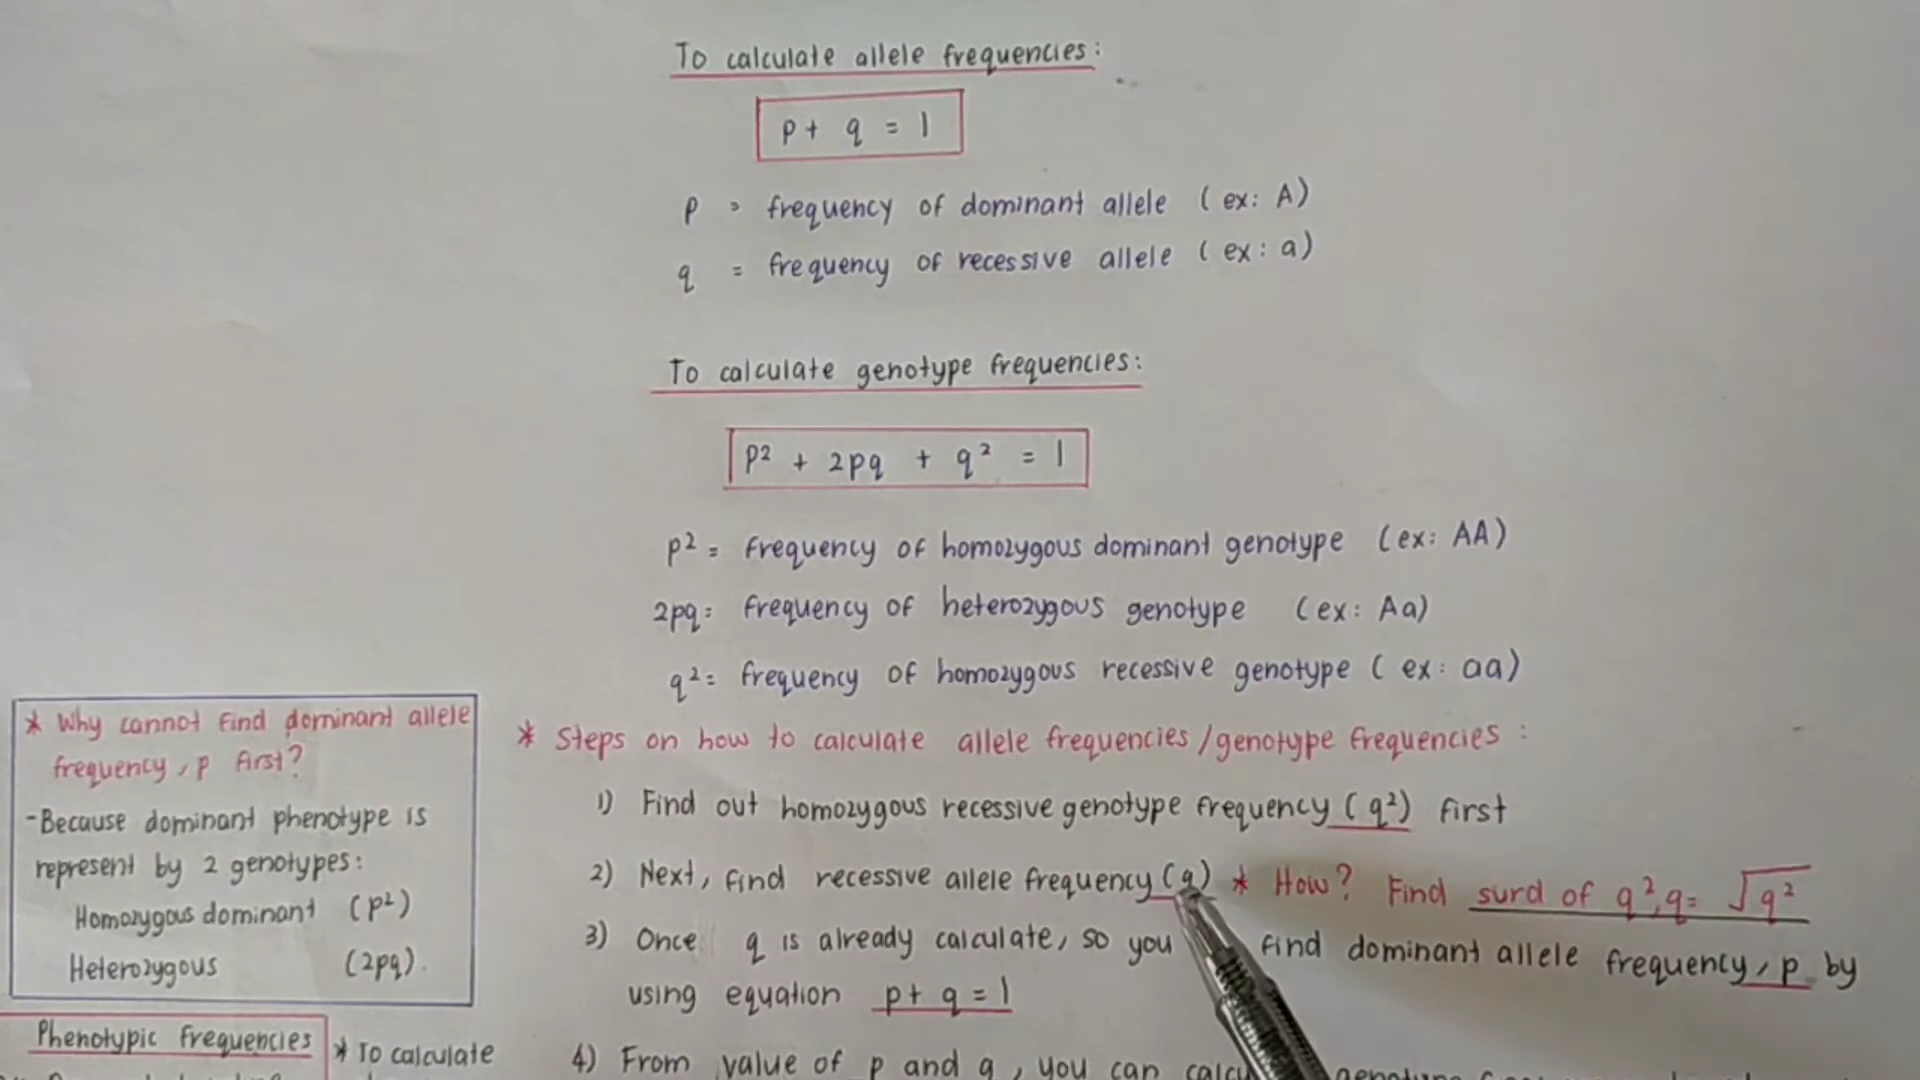 To calculate allele frequencies:
p + q = 1
p = frequency of dominant allele (ex: A)
q = frequency of recessive allele (ex: a)
To calculate genotype frequencies:
p² + 2pq + q² = 1
p² = frequency of homozygous dominant genotype (ex: AA)
2pq = frequency of heterozygous genotype (ex: Aa)
q² = frequency of homozygous recessive genotype (ex: aa)
* Why cannot find dominant allele
frequency, p first?
- Because dominant phenotype is
represent by 2 genotypes:
Homozygous dominant (p²)
Heterozygous (2pq).
* Steps on how to calculate allele frequencies/genotype frequencies:
1) Find out homozygous recessive genotype frequency (q²) first
2) Next, find recessive allele frequency (q) * How? Find surd of q², q = √q²
3) Once q is already calculate, so you find dominant allele frequency, p by
using equation p + q = 1
4) From value of p and q, you can
Phenotypic frequencies
* To calculate